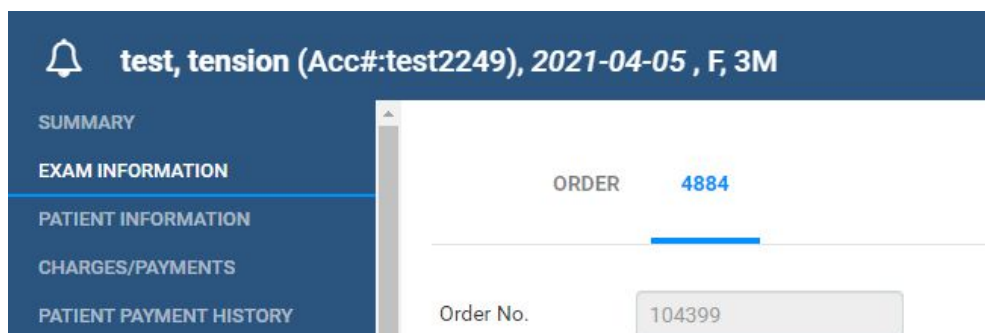 test, tension (Acc#:test2249), 2021-04-05 , F, 3M
SUMMARY
EXAM INFORMATION
PATIENT INFORMATION
CHARGES/PAYMENTS
PATIENT PAYMENT HISTORY
ORDER 4884
Order No. 104399